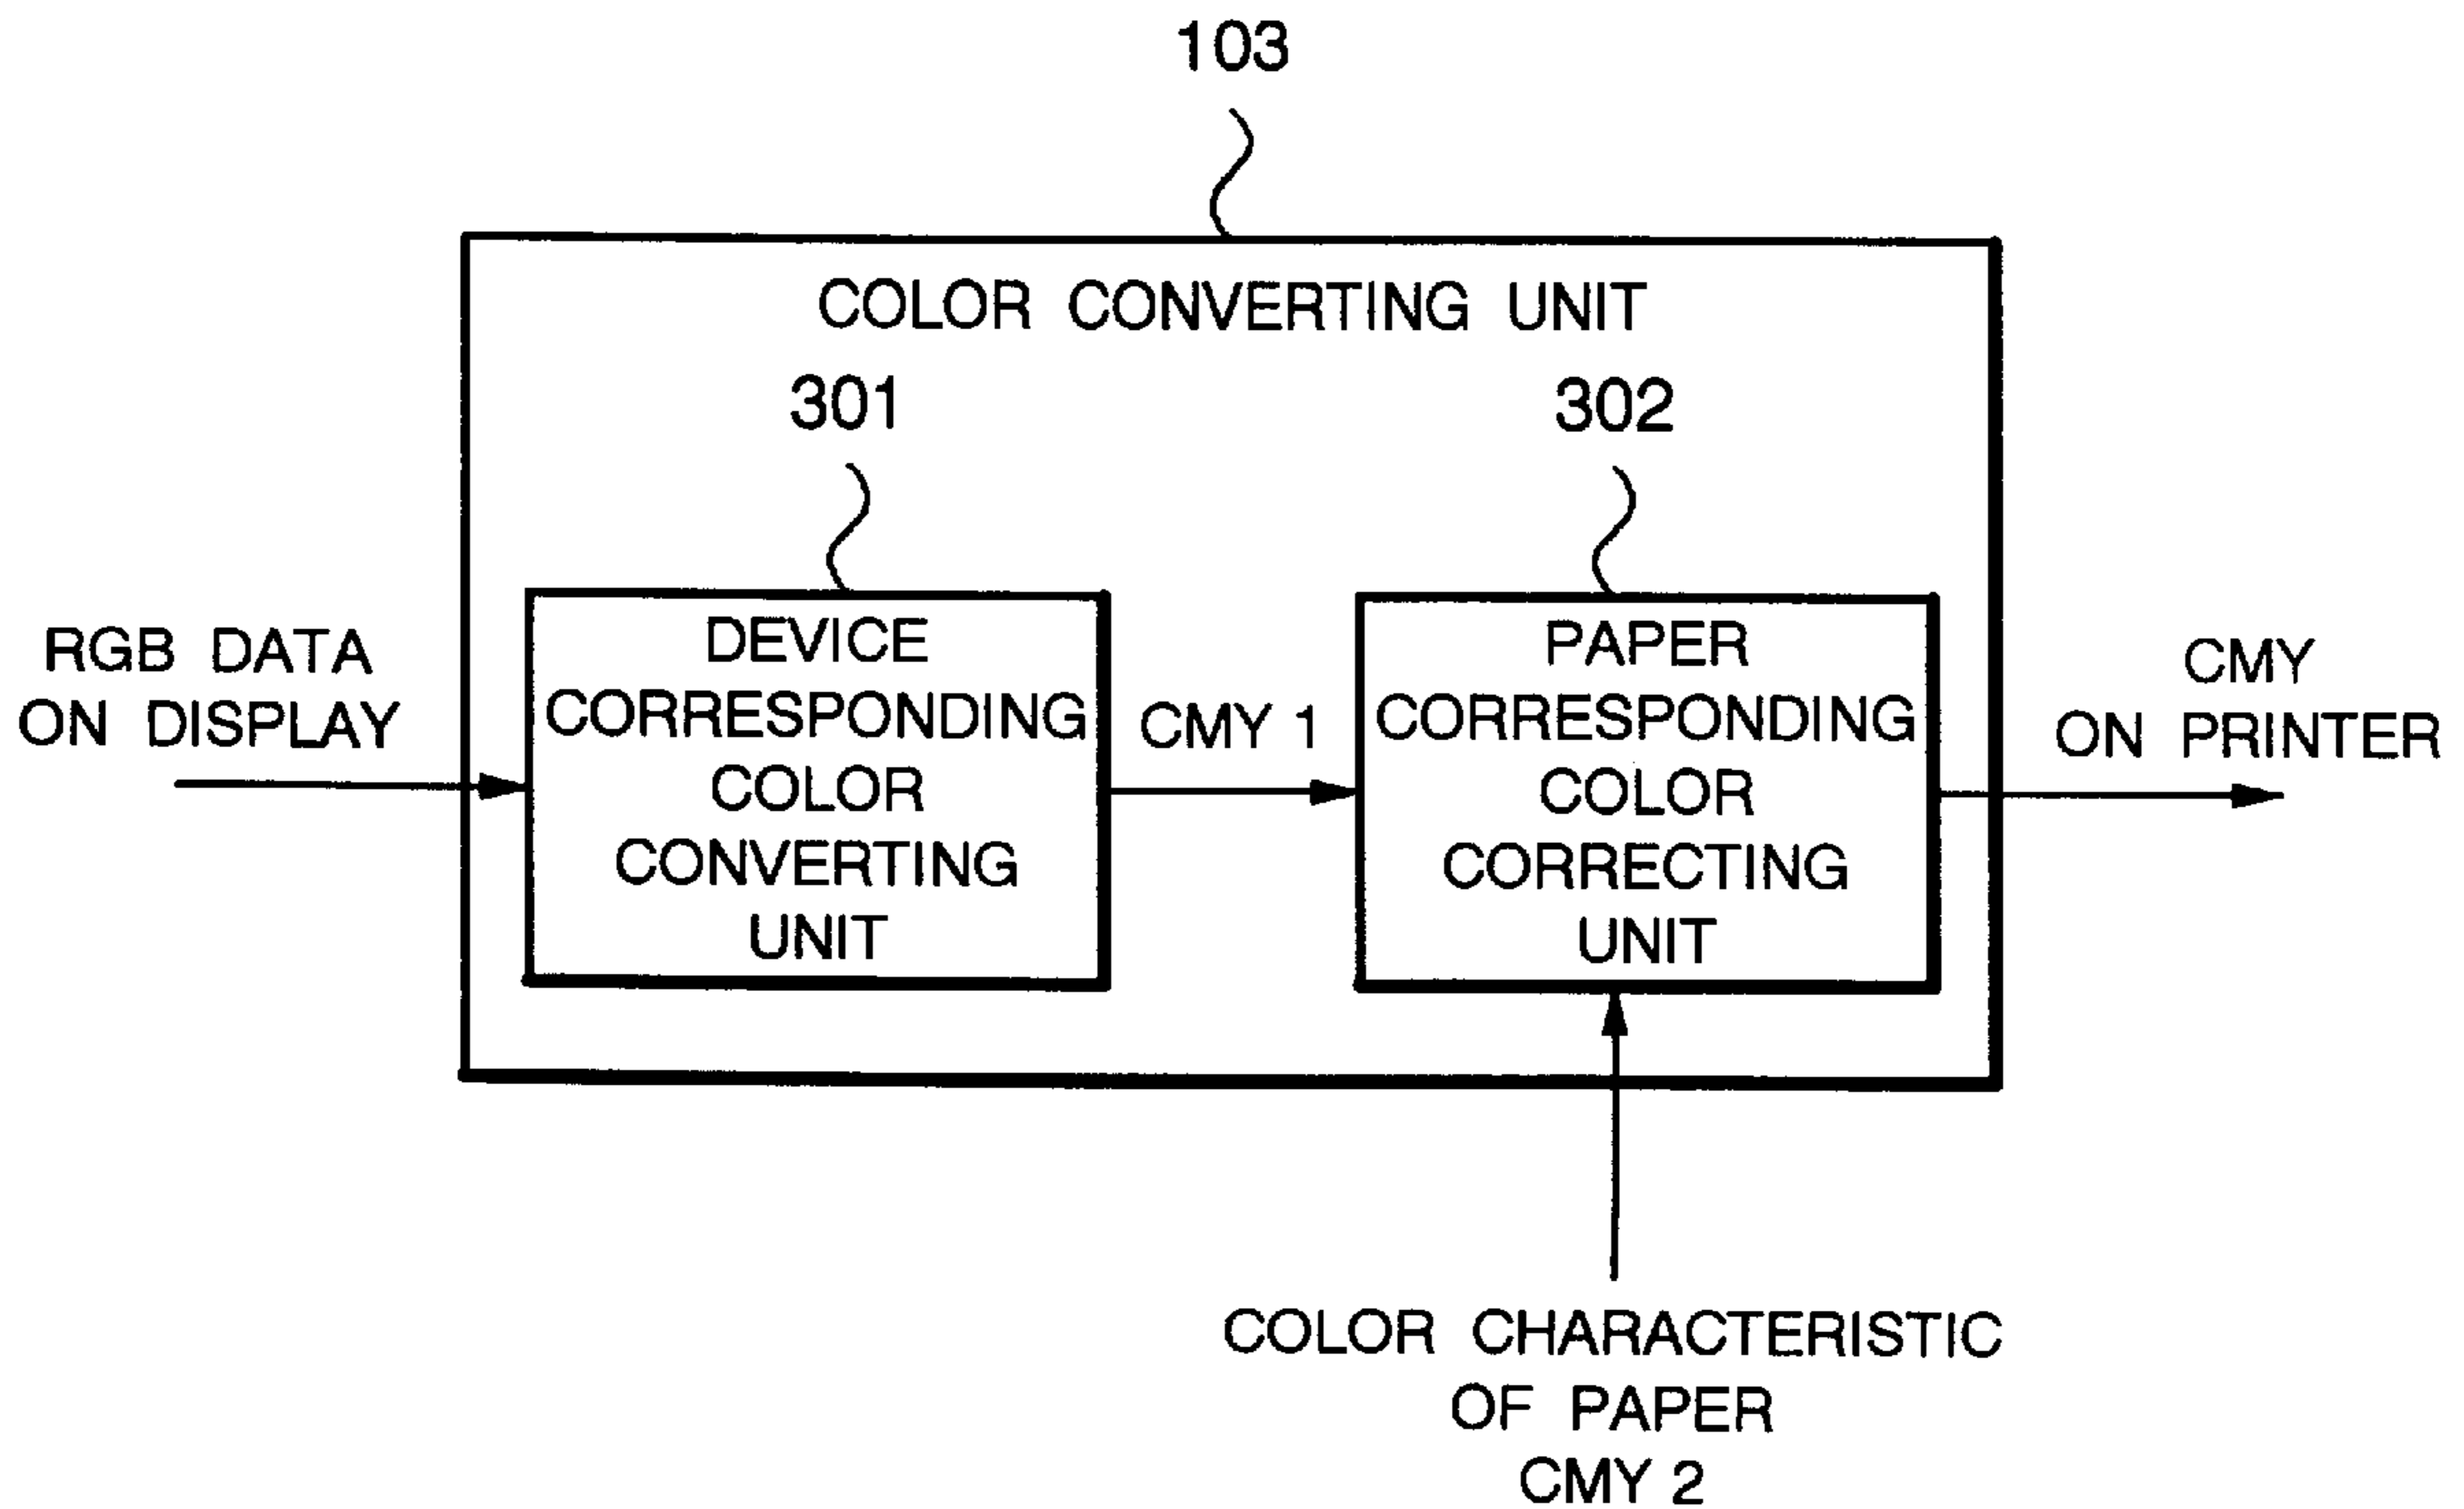 103
COLOR CONVERTING UNIT
301
302
RGB DATA
ON DISPLAY
DEVICE
CORRESPONDING
COLOR
CONVERTING
UNIT
CMY 1
PAPER
CORRESPONDING
COLOR
CORRECTING
UNIT
CMY
ON PRINTER
COLOR CHARACTERISTIC
OF PAPER
CMY 2